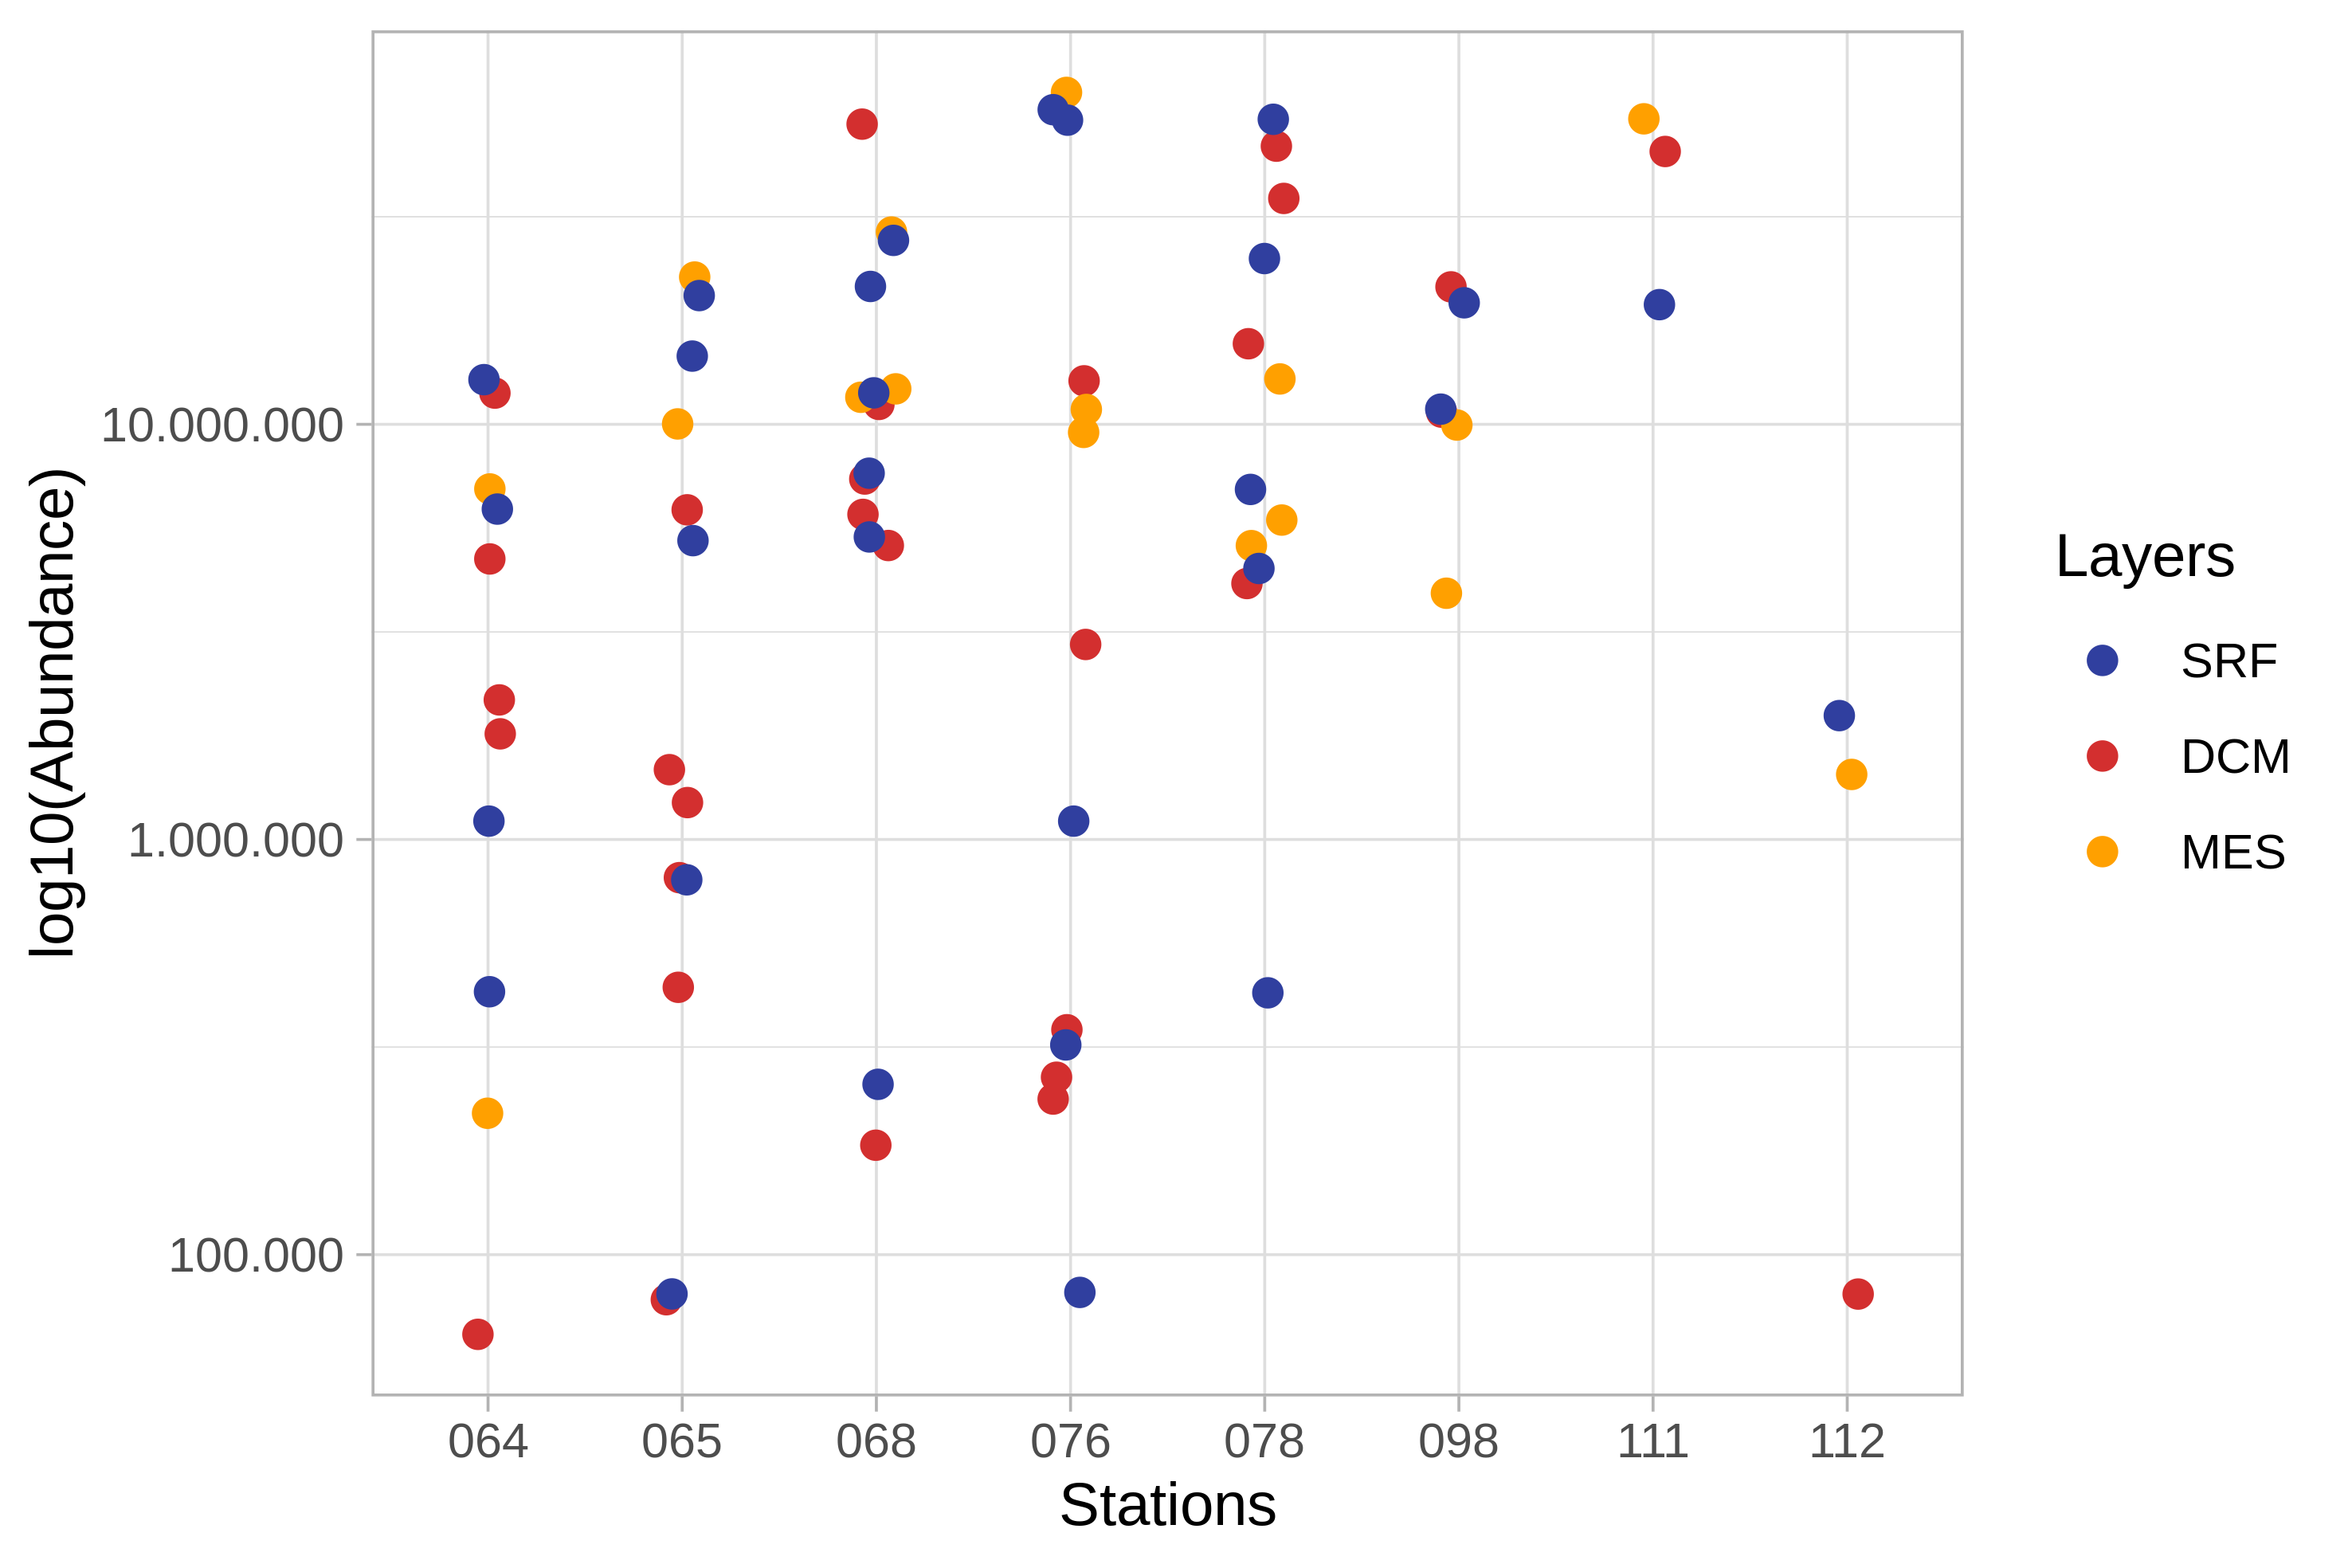 log10(Abundance)
10.000.000
1.000.000
100.000
064 065 068 076 078 098 111 112
Stations
Layers
SRF
DCM
MES